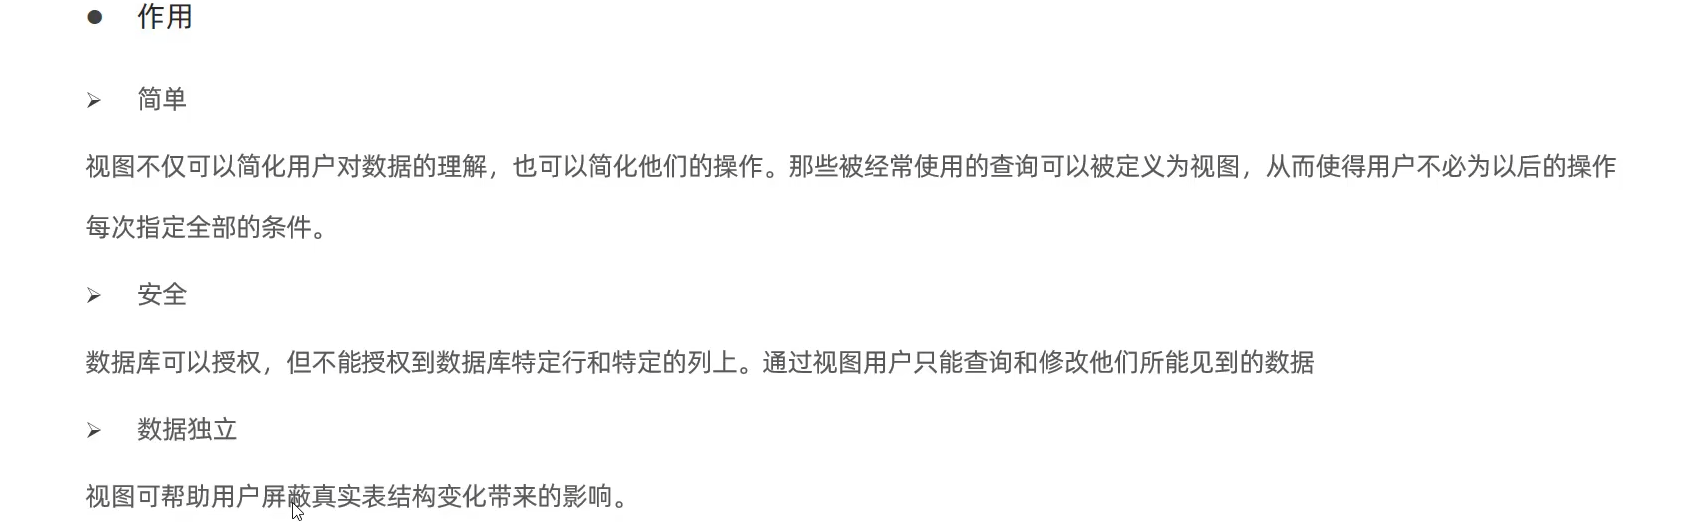 ● 作用
➢ 简单
视图不仅可以简化用户对数据的理解，也可以简化他们的操作。那些被经常使用的查询可以被定义为视图，从而使得用户不必为以后的操作
每次指定全部的条件。
➢ 安全
数据库可以授权，但不能授权到数据库特定行和特定的列上。通过视图用户只能查询和修改他们所能见到的数据
➢ 数据独立
视图可帮助用户屏蔽真实表结构变化带来的影响。